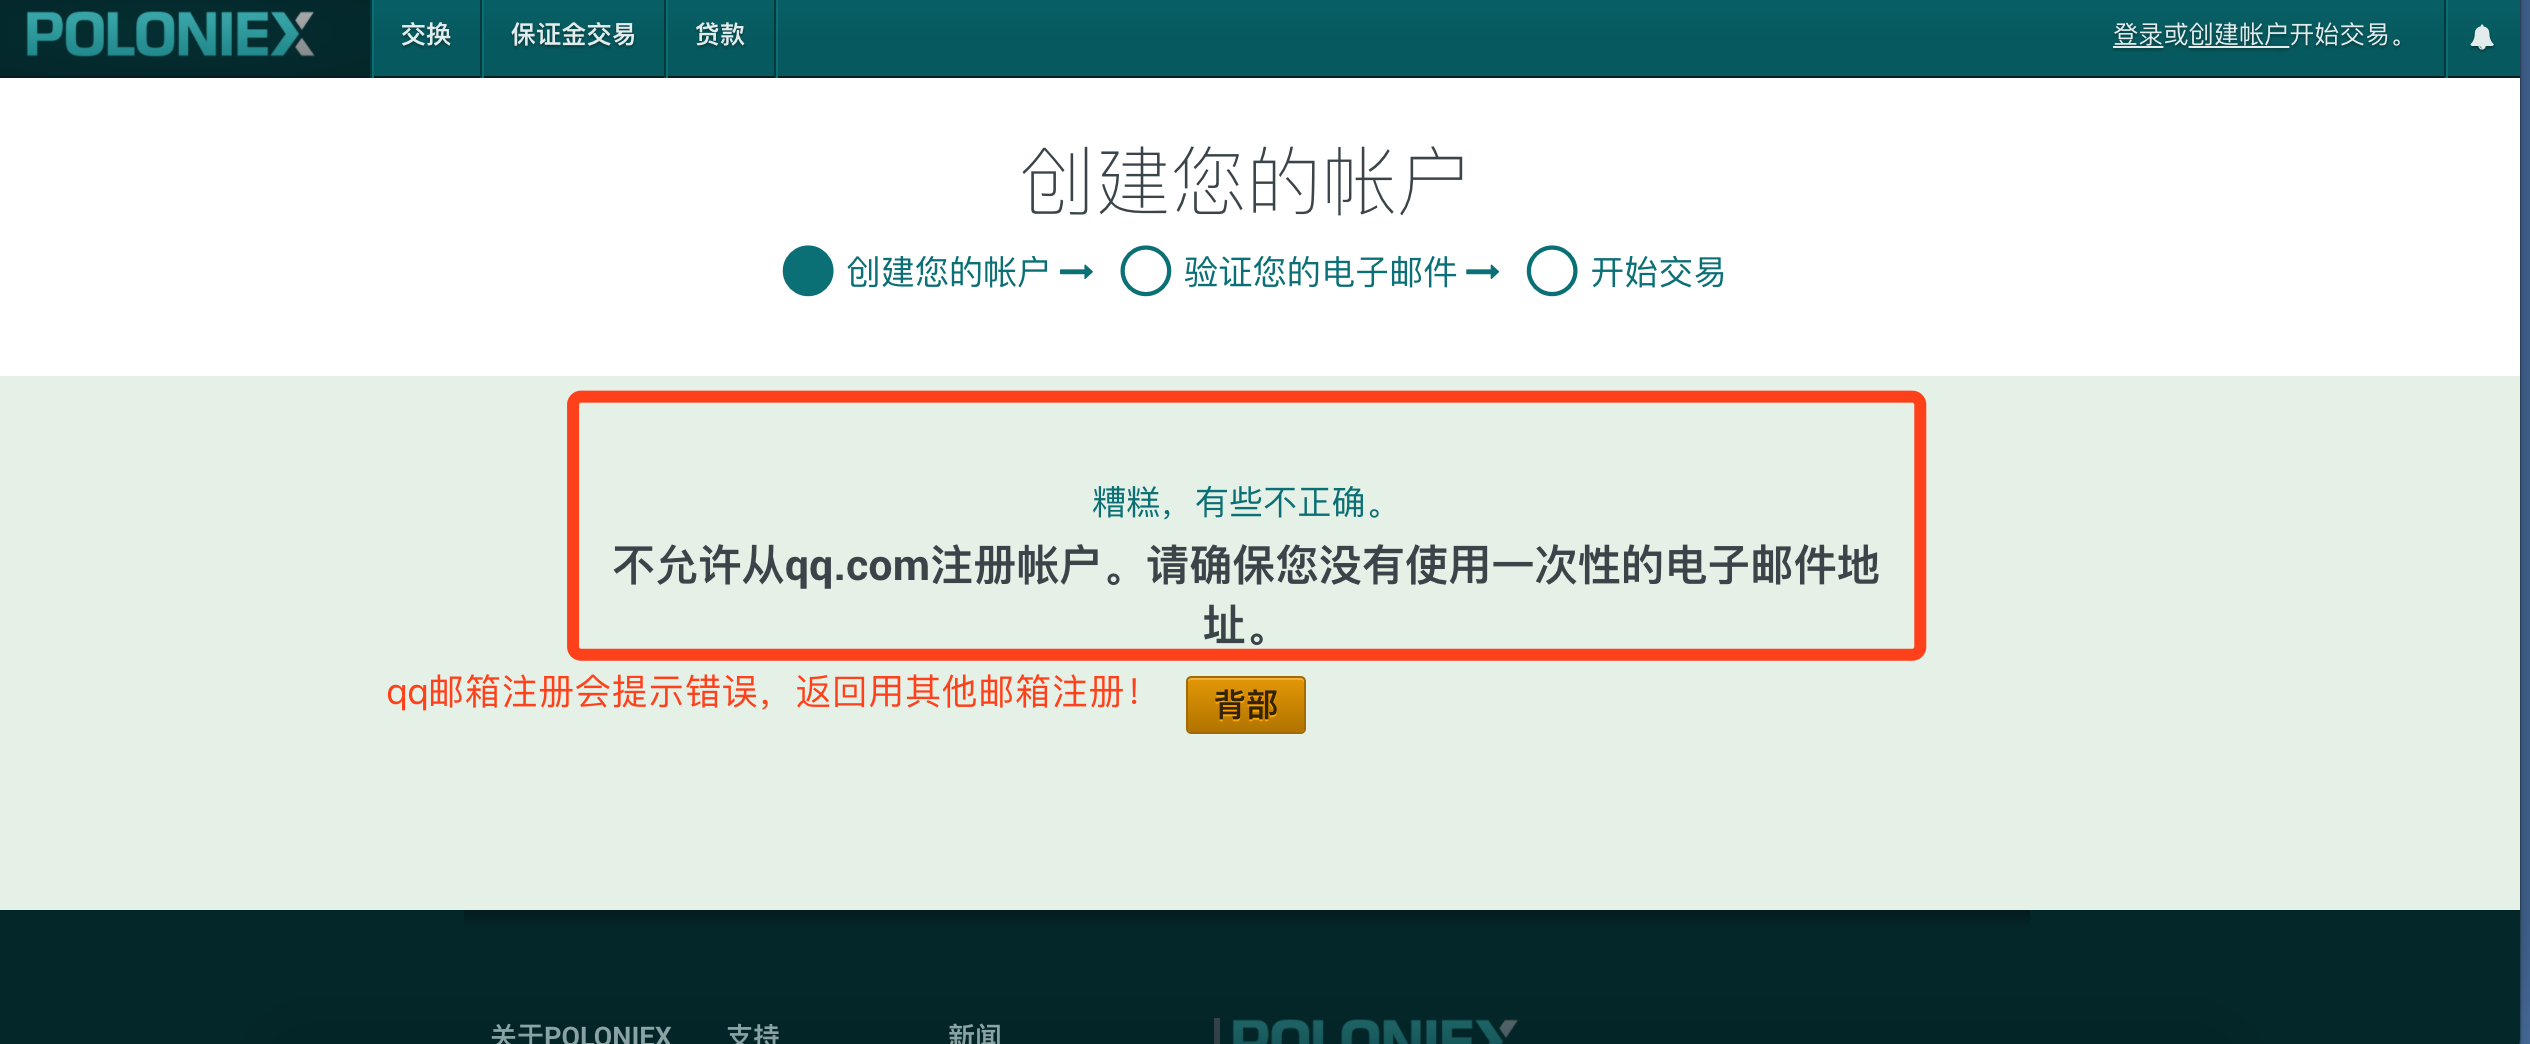 POLONIEX
交换
保证金交易
贷款
登录或创建帐户开始交易。
创建您的帐户
创建您的帐户
验证您的电子邮件
开始交易
糟糕，有些不正确。
不允许从qq.com注册帐户。请确保您没有使用一次性的电子邮件地
址。
qq邮箱注册会提示错误，返回用其他邮箱注册！
背部
关于POLONIEX
支持
新闻
POLONIEX